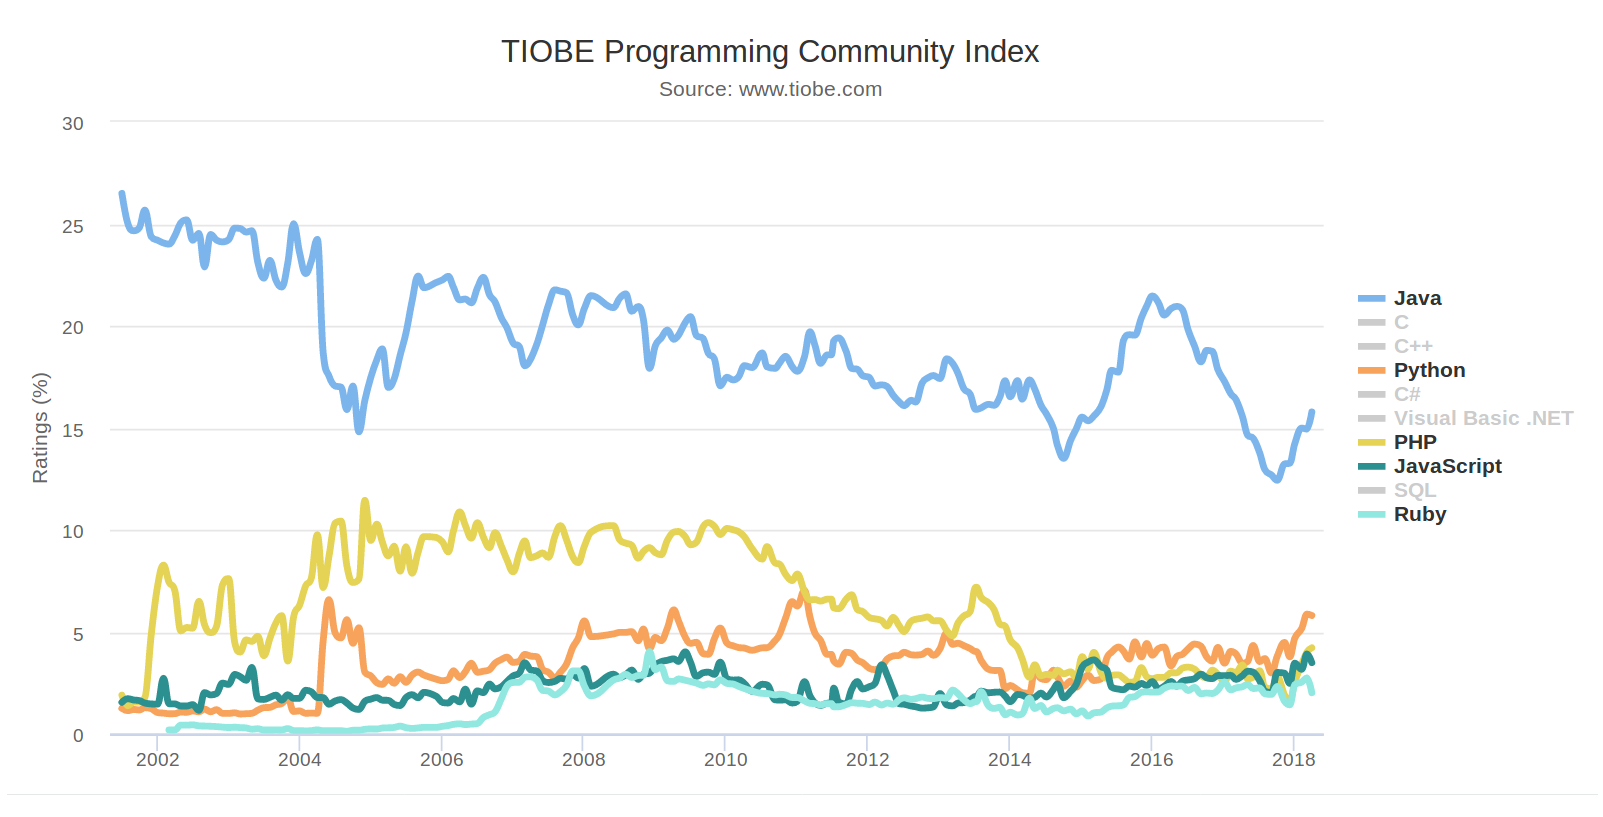 TIOBE Programming Community Index
Source: www.tiobe.com
30
25
20
15
10
5
0
Ratings (%)
2002 2004 2006 2008 2010 2012 2014 2016 2018
Java
C
C++
Python
C#
Visual Basic .NET
PHP
JavaScript
SQL
Ruby